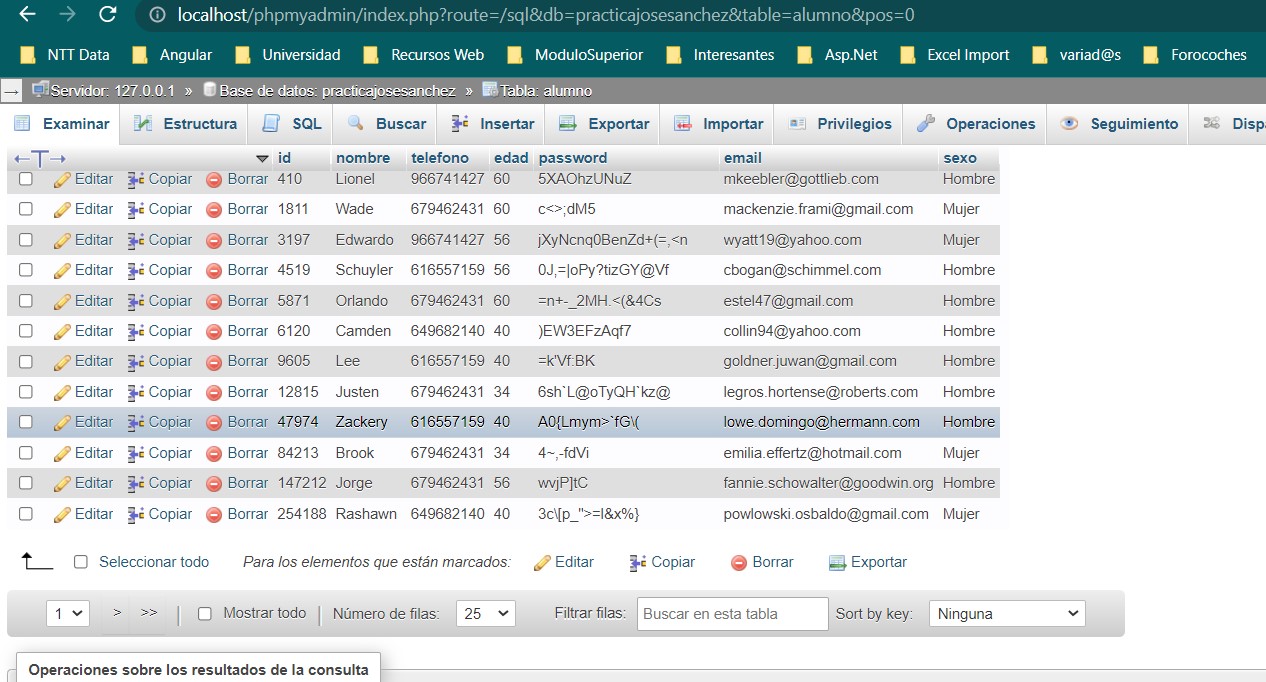 localhost/phpmyadmin/index.php?route=/sql&db=practicajosesanchez&table=alumno&pos=0
NTT Data Angular Universidad Recursos Web ModuloSuperior Interesantes Asp.Net Excel Import variad@s Forocoches
Servidor: 127.0.0.1 » Base de datos: practicajosesanchez » Tabla: alumno
Examinar Estructura SQL Buscar Insertar Exportar Importar Privilegios Operaciones Seguimiento Disp
id nombre telefono edad password email sexo
Editar Copiar Borrar 410 Lionel 966741427 60 5XAOhzUNuZ mkeebler@gottlieb.com Hombre
Editar Copiar Borrar 1811 Wade 679462431 60 c<>;dM5 mackenzie.frami@gmail.com Mujer
Editar Copiar Borrar 3197 Edwardo 966741427 56 jXyNcnq0BenZd+(=,<n wyatt19@yahoo.com Mujer
Editar Copiar Borrar 4519 Schuyler 616557159 56 0J,=|oPy?tizGY@Vf cbogan@schimmel.com Hombre
Editar Copiar Borrar 5871 Orlando 679462431 60 =n+-_2MH.<(&4Cs estel47@gmail.com Hombre
Editar Copiar Borrar 6120 Camden 649682140 40 )EW3EFzAqf7 collin94@yahoo.com Hombre
Editar Copiar Borrar 9605 Lee 616557159 40 =k'Vf:BK goldner.juwan@gmail.com Hombre
Editar Copiar Borrar 12815 Justen 679462431 34 6sh`L@oTyQH`kz@ legros.hortense@roberts.com Hombre
Editar Copiar Borrar 47974 Zackery 616557159 40 A0{Lmym>`fG\( lowe.domingo@hermann.com Hombre
Editar Copiar Borrar 84213 Brook 679462431 34 4~,-fdVi emilia.effertz@hotmail.com Mujer
Editar Copiar Borrar 147212 Jorge 679462431 56 wvjP]tC fannie.schowalter@goodwin.org Hombre
Editar Copiar Borrar 254188 Rashawn 649682140 40 3c\[p_">=I&x%} powlowski.osbaldo@gmail.com Mujer
Seleccionar todo Para los elementos que están marcados: Editar Copiar Borrar Exportar
1 > >> | Mostrar todo | Número de filas: 25 Filtrar filas: Buscar en esta tabla Sort by key: Ninguna
Operaciones sobre los resultados de la consulta